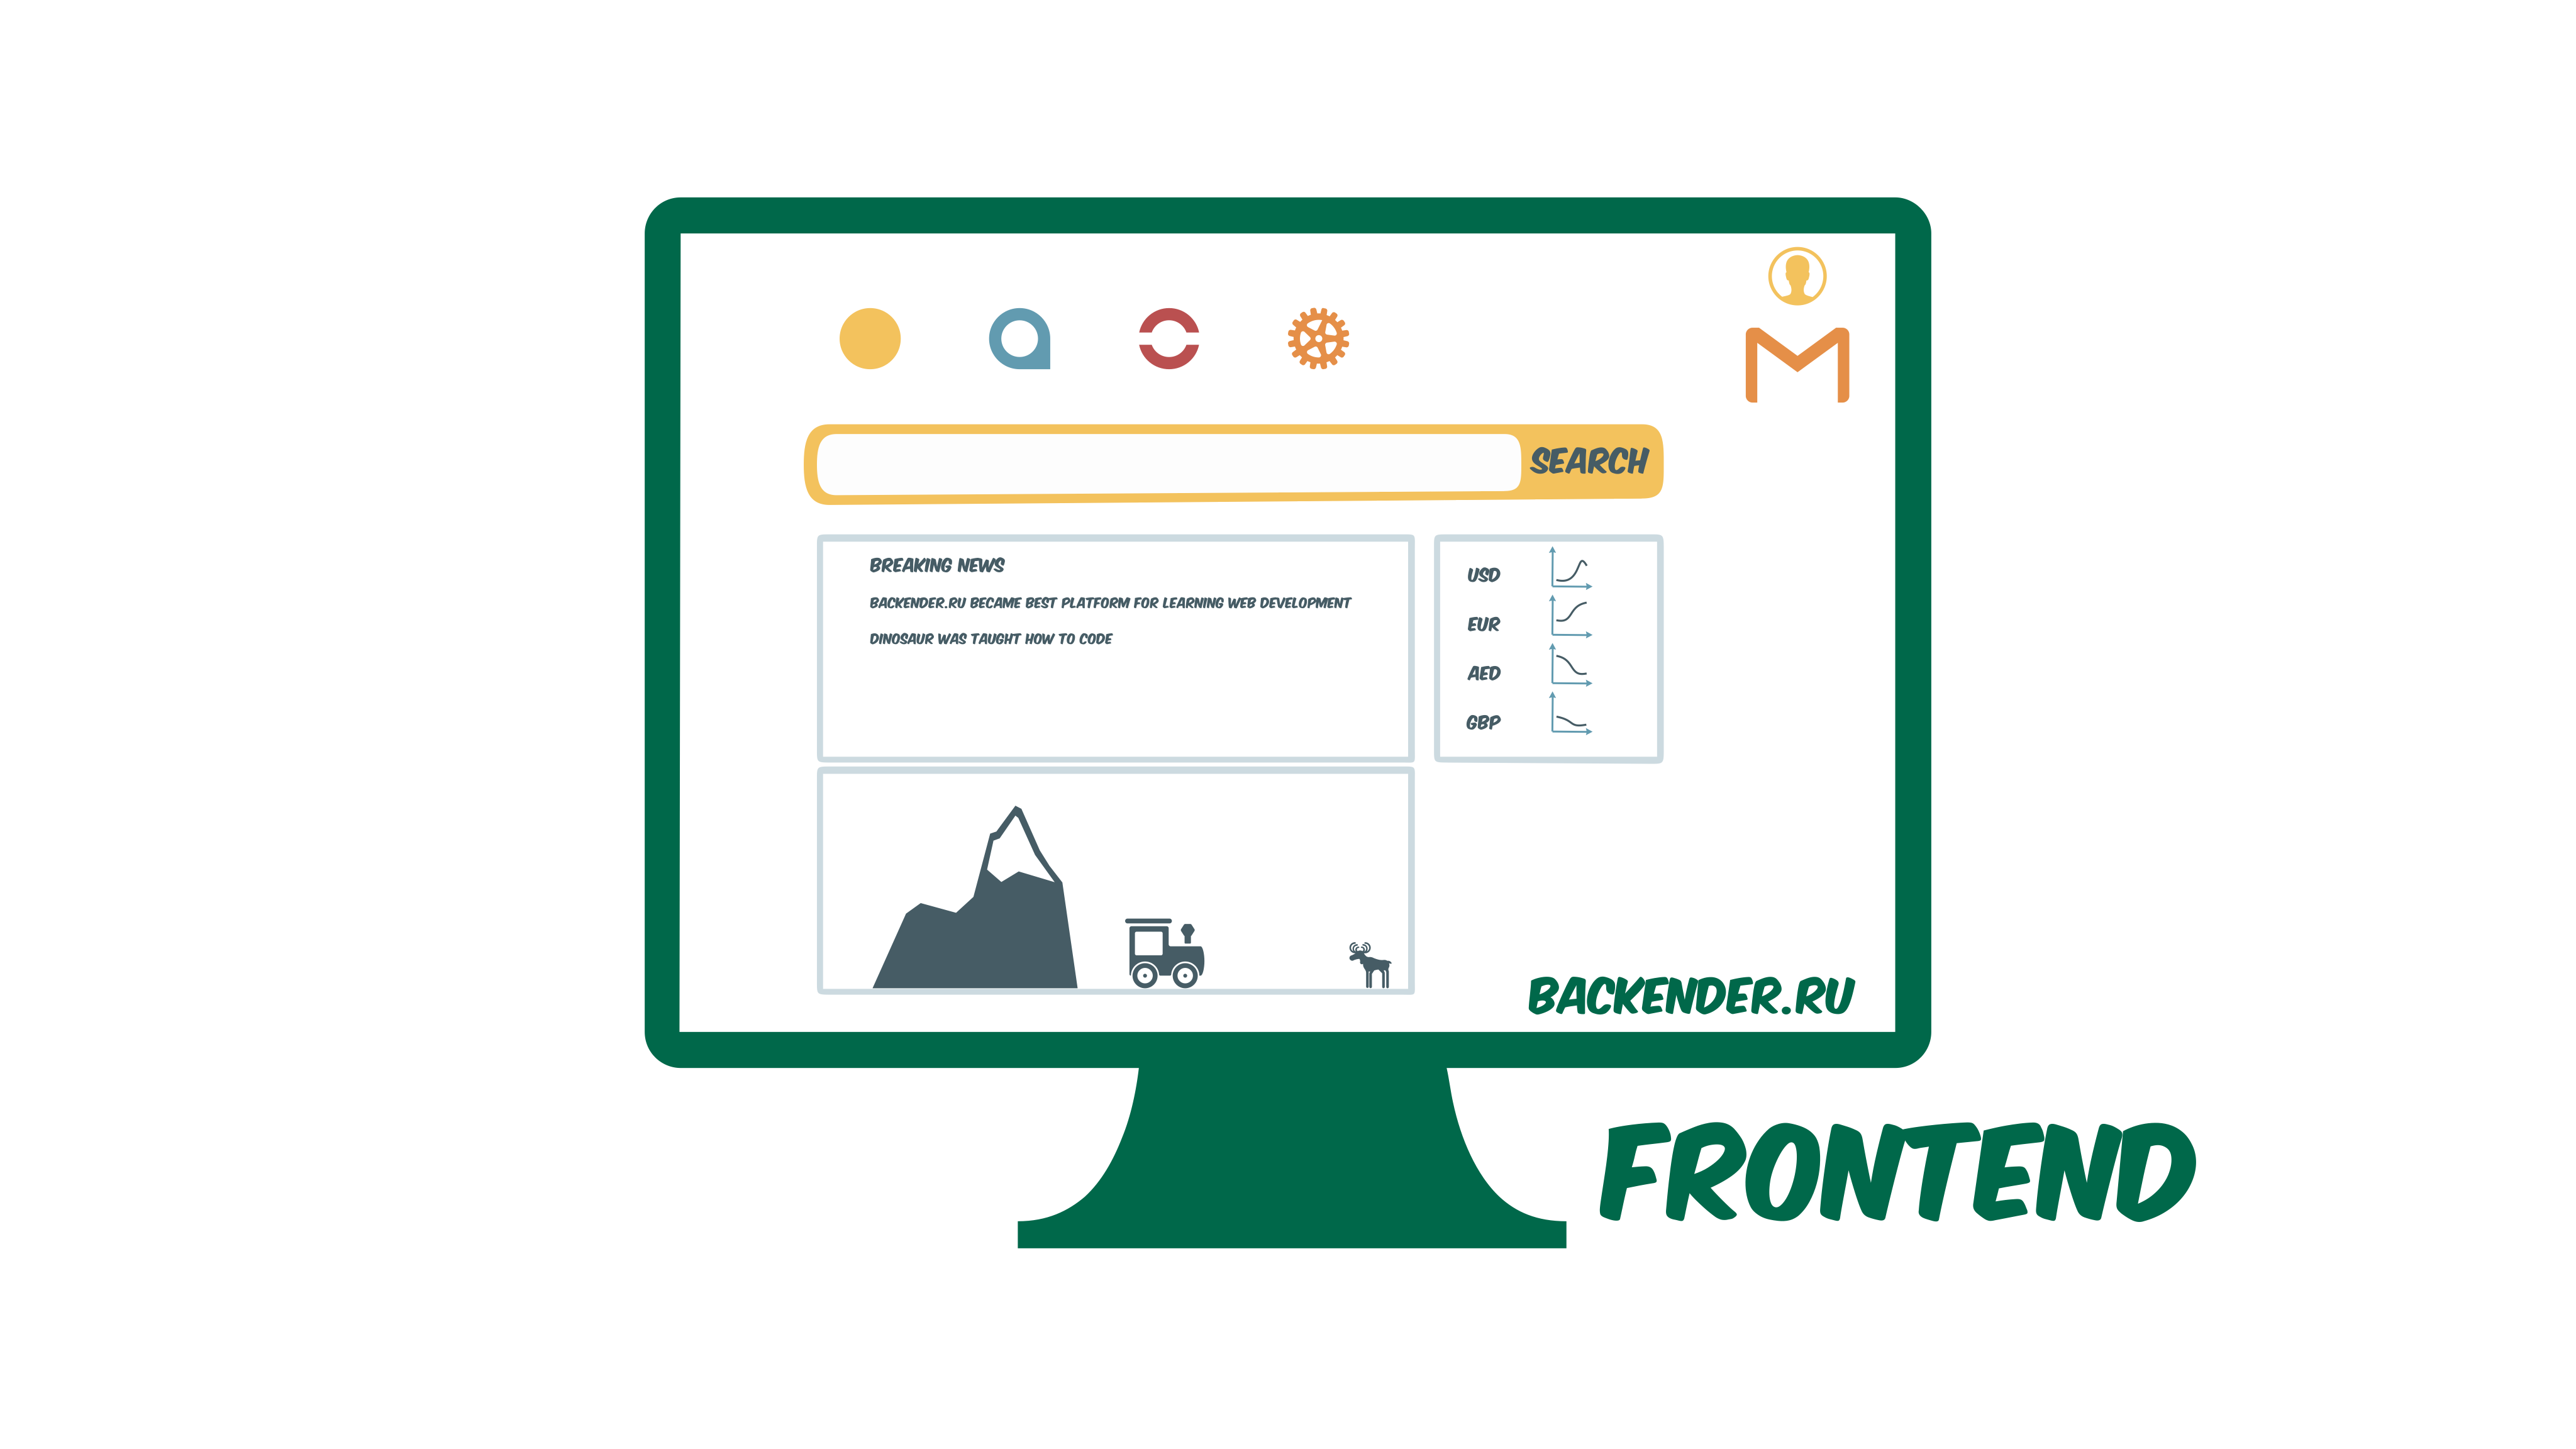 SEARCH
BREAKING NEWS
BACKENDER.RU BECAME BEST PLATFORM FOR LEARNING WEB DEVELOPMENT
DINOSAUR WAS TAUGHT HOW TO CODE
USD
EUR
AED
GBP
BACKENDER.RU
FRONTEND